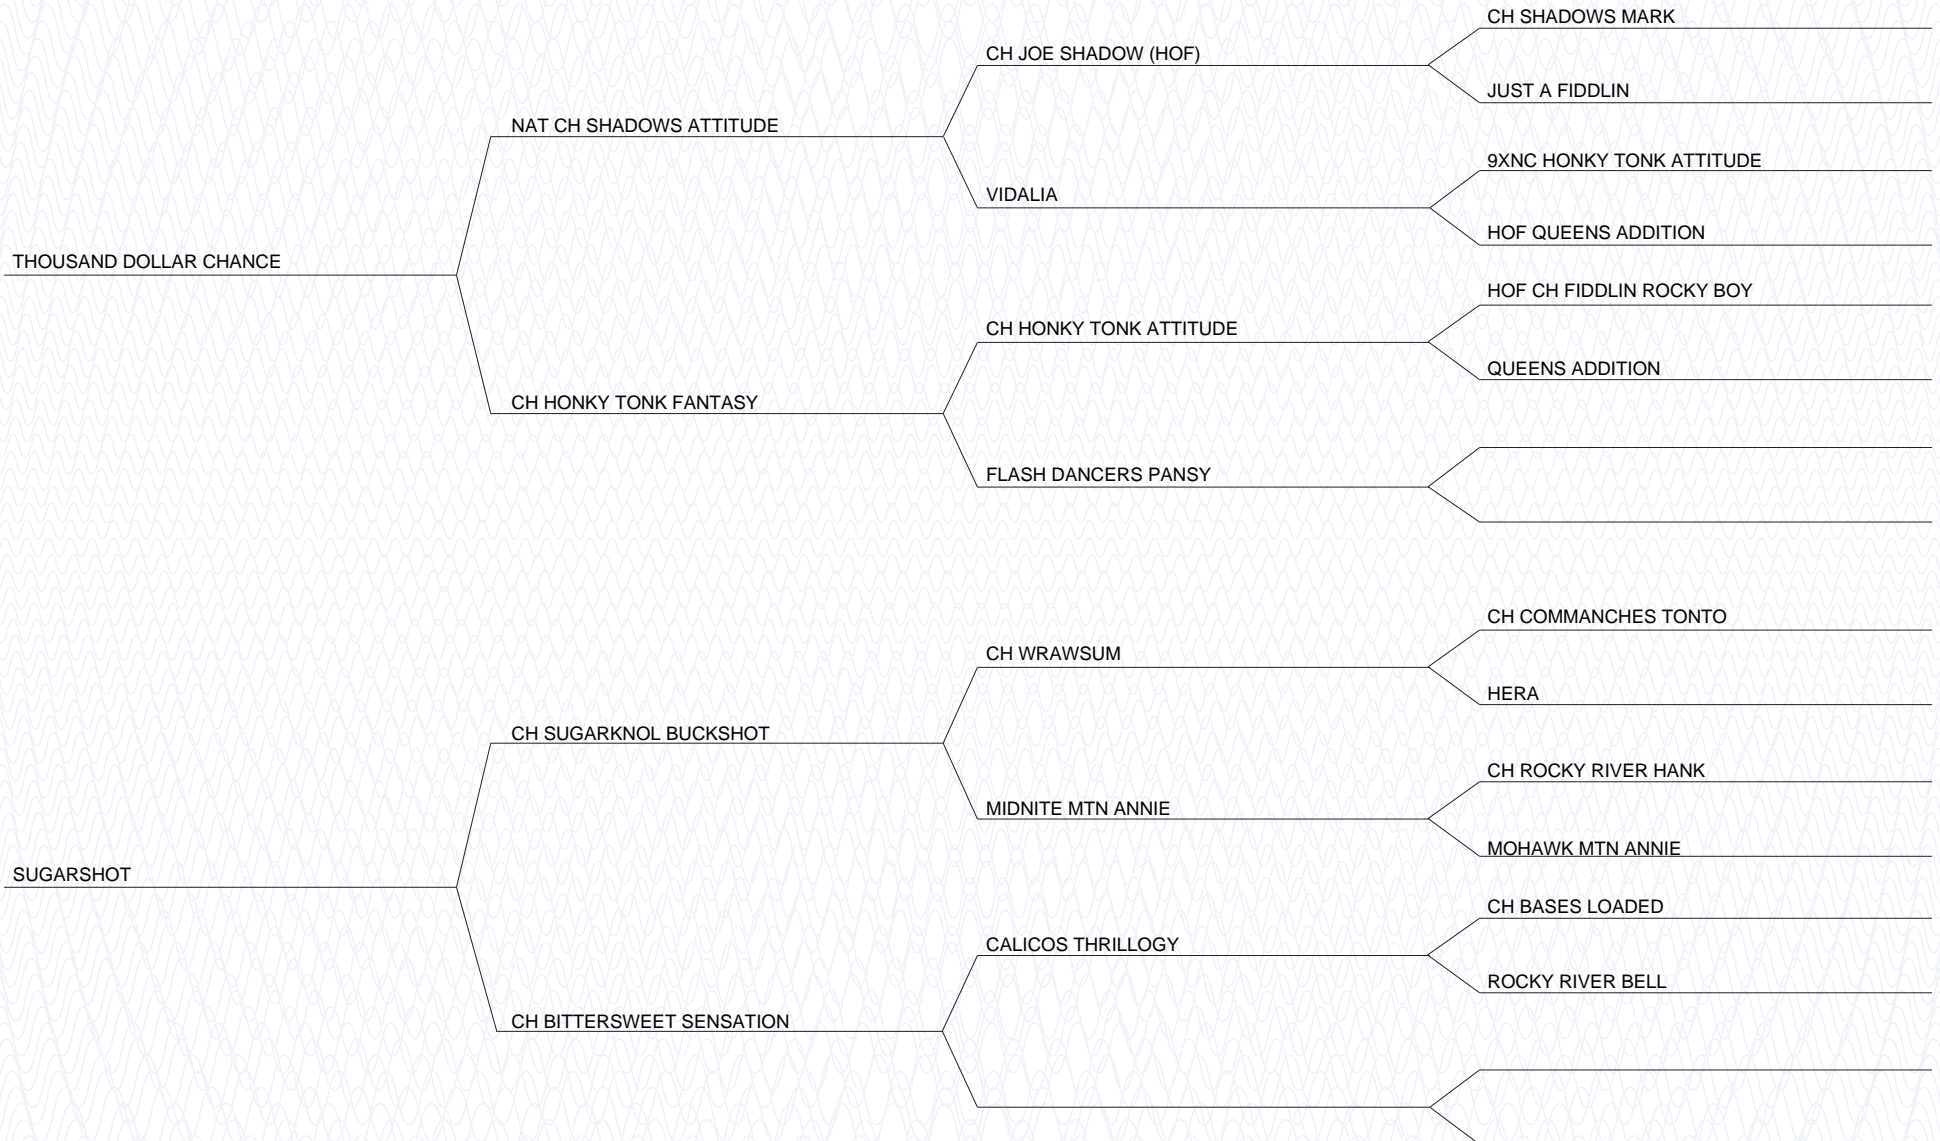 CH SHADOWS MARK
CH JOE SHADOW (HOF)
JUST A FIDDLIN
NAT CH SHADOWS ATTITUDE
9XNC HONKY TONK ATTITUDE
VIDALIA
HOF QUEENS ADDITION
THOUSAND DOLLAR CHANCE
HOF CH FIDDLIN ROCKY BOY
CH HONKY TONK ATTITUDE
QUEENS ADDITION
CH HONKY TONK FANTASY
FLASH DANCERS PANSY
CH COMMANCHES TONTO
CH WRAWSUM
HERA
CH SUGARKNOL BUCKSHOT
CH ROCKY RIVER HANK
MIDNITE MTN ANNIE
MOHAWK MTN ANNIE
SUGARSHOT
CH BASES LOADED
CALICOS THRILLOGY
ROCKY RIVER BELL
CH BITTERSWEET SENSATION